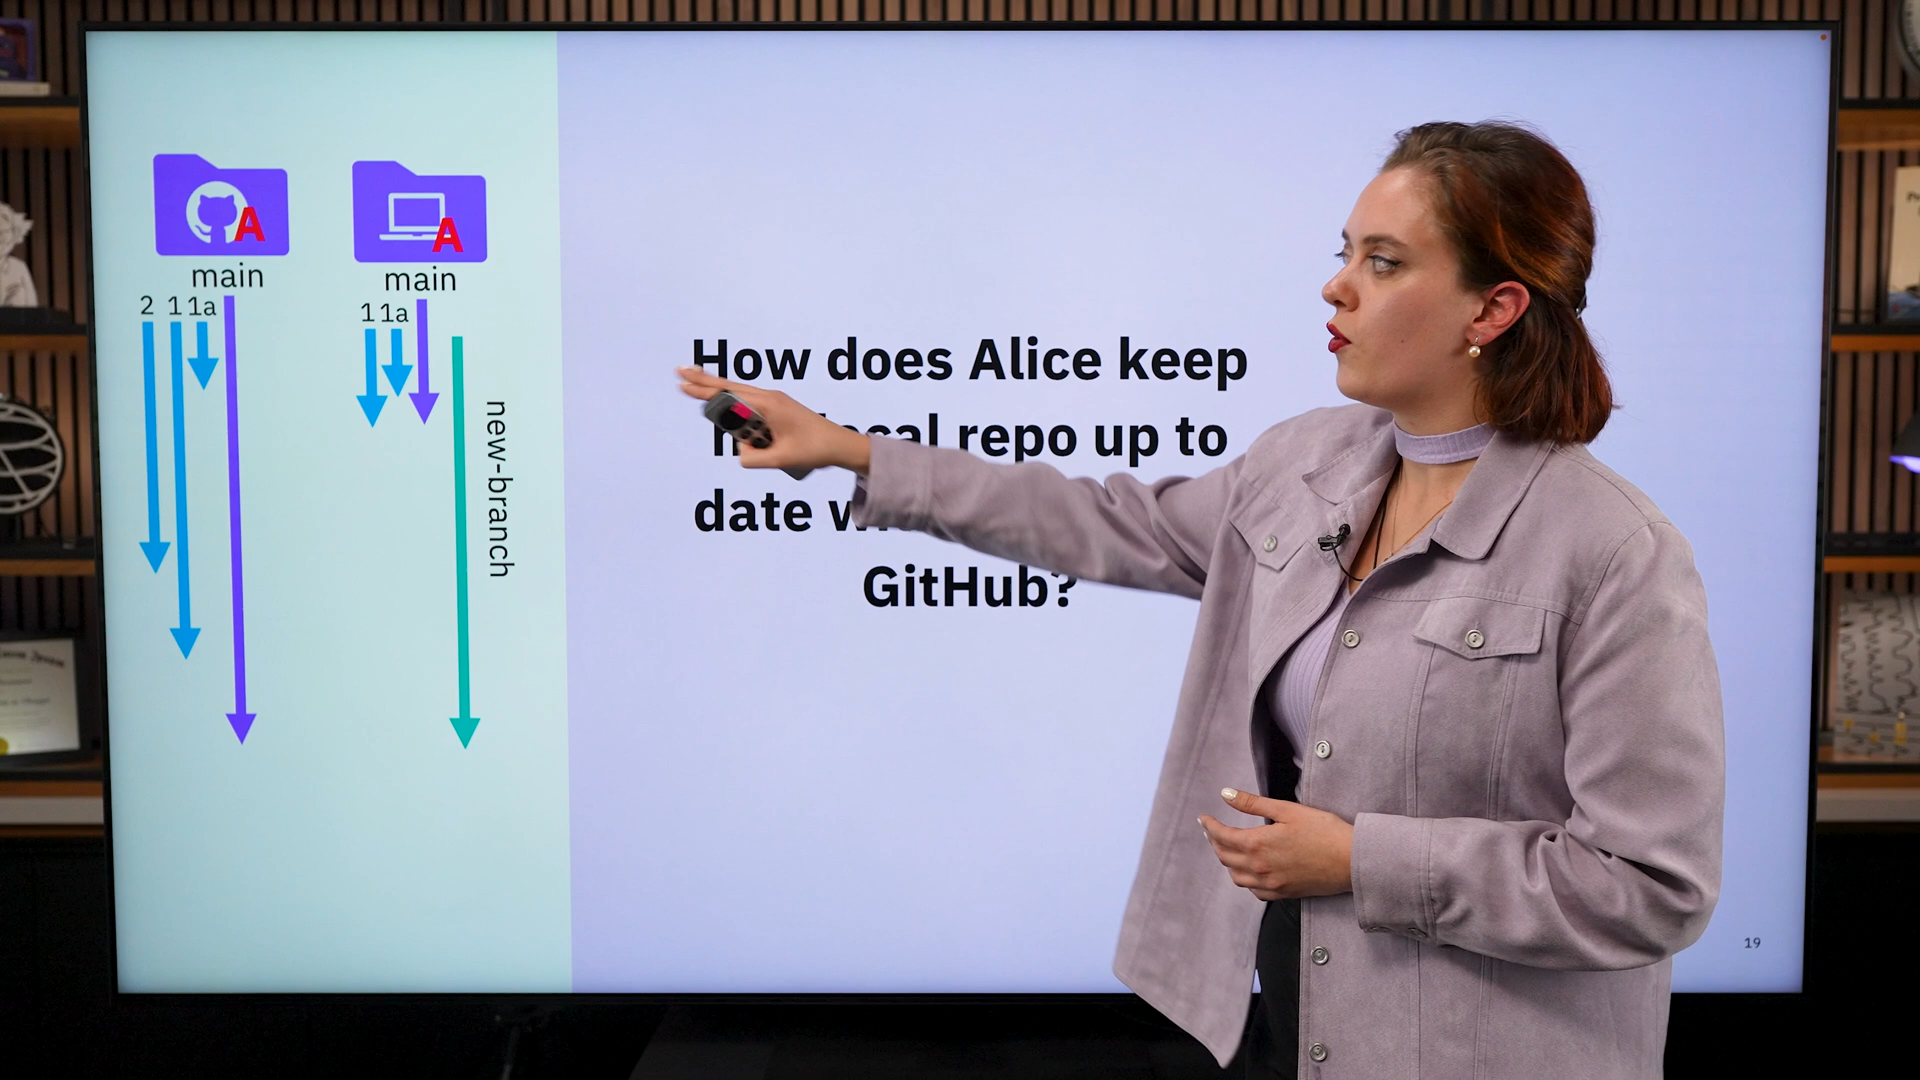 A
A
main
main
2 1 1a
1 1a
new-branch
How does Alice keep
local repo up to
date
GitHub?
19